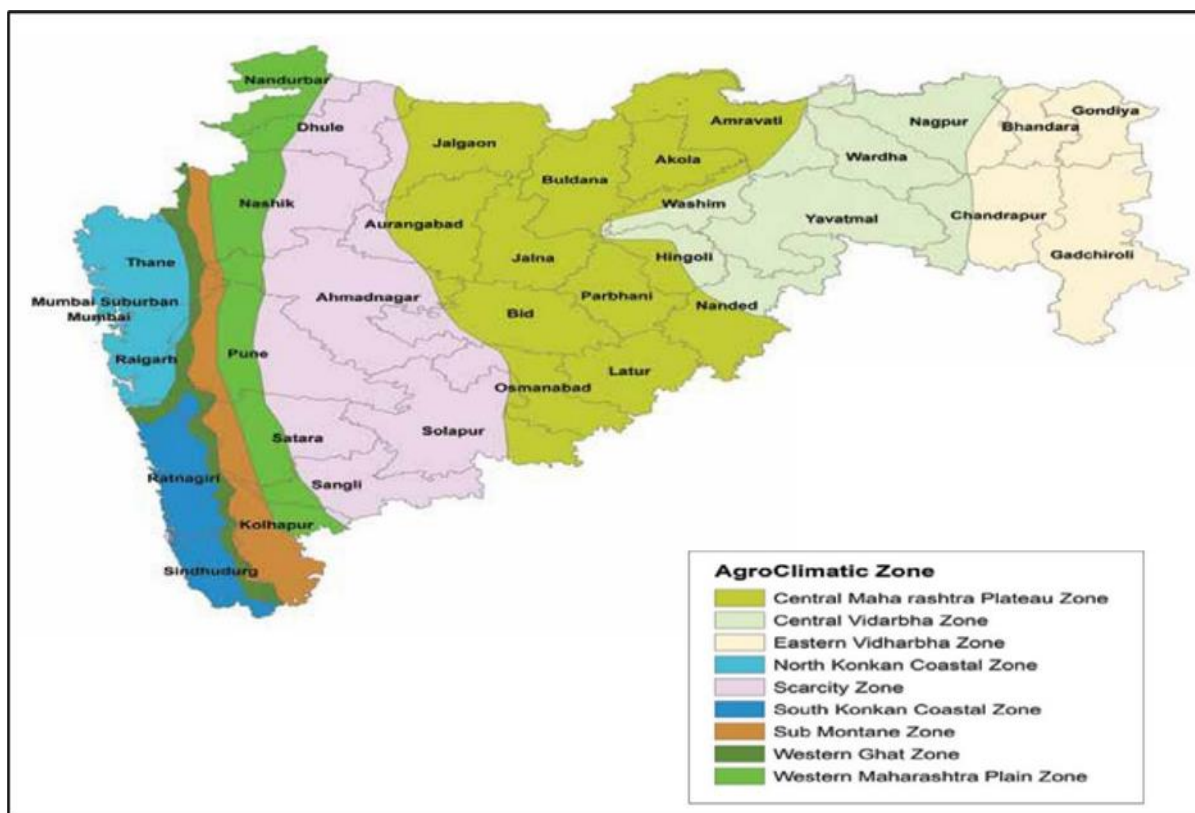 Nandurbar
Dhule
Jalgaon
Amravati
Nagpur
Bhandara
Gondiya
Akola
Wardha
Buldana
Nashik
Washim
Aurangabad
Yavatmal
Chandrapur
Jalna
Hingoli
Gadchiroli
Thane
Ahmadnagar
Parbhani
Mumbai Suburban
Mumbai
Nanded
Bid
Raigarh
Pune
Latur
Osmanabad
Satara
Solapur
Ratnagiri
Sangli
Kolhapur
Sindhudurg
AgroClimatic Zone
Central Maha rashtra Plateau Zone
Central Vidarbha Zone
Eastern Vidharbha Zone
North Konkan Coastal Zone
Scarcity Zone
South Konkan Coastal Zone
Sub Montane Zone
Western Ghat Zone
Western Maharashtra Plain Zone